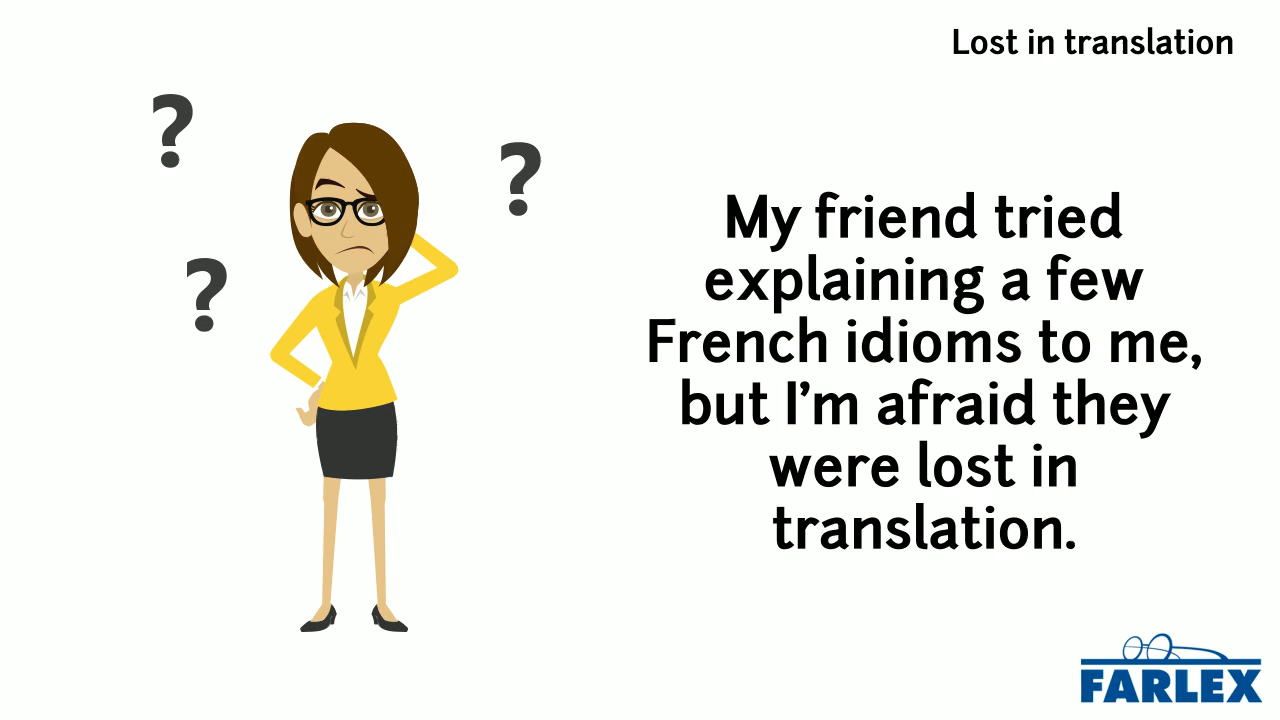 Lost in translation
?
?
?
My friend tried
explaining a few
French idioms to me,
but I'm afraid they
were lost in
translation.
FARLEX